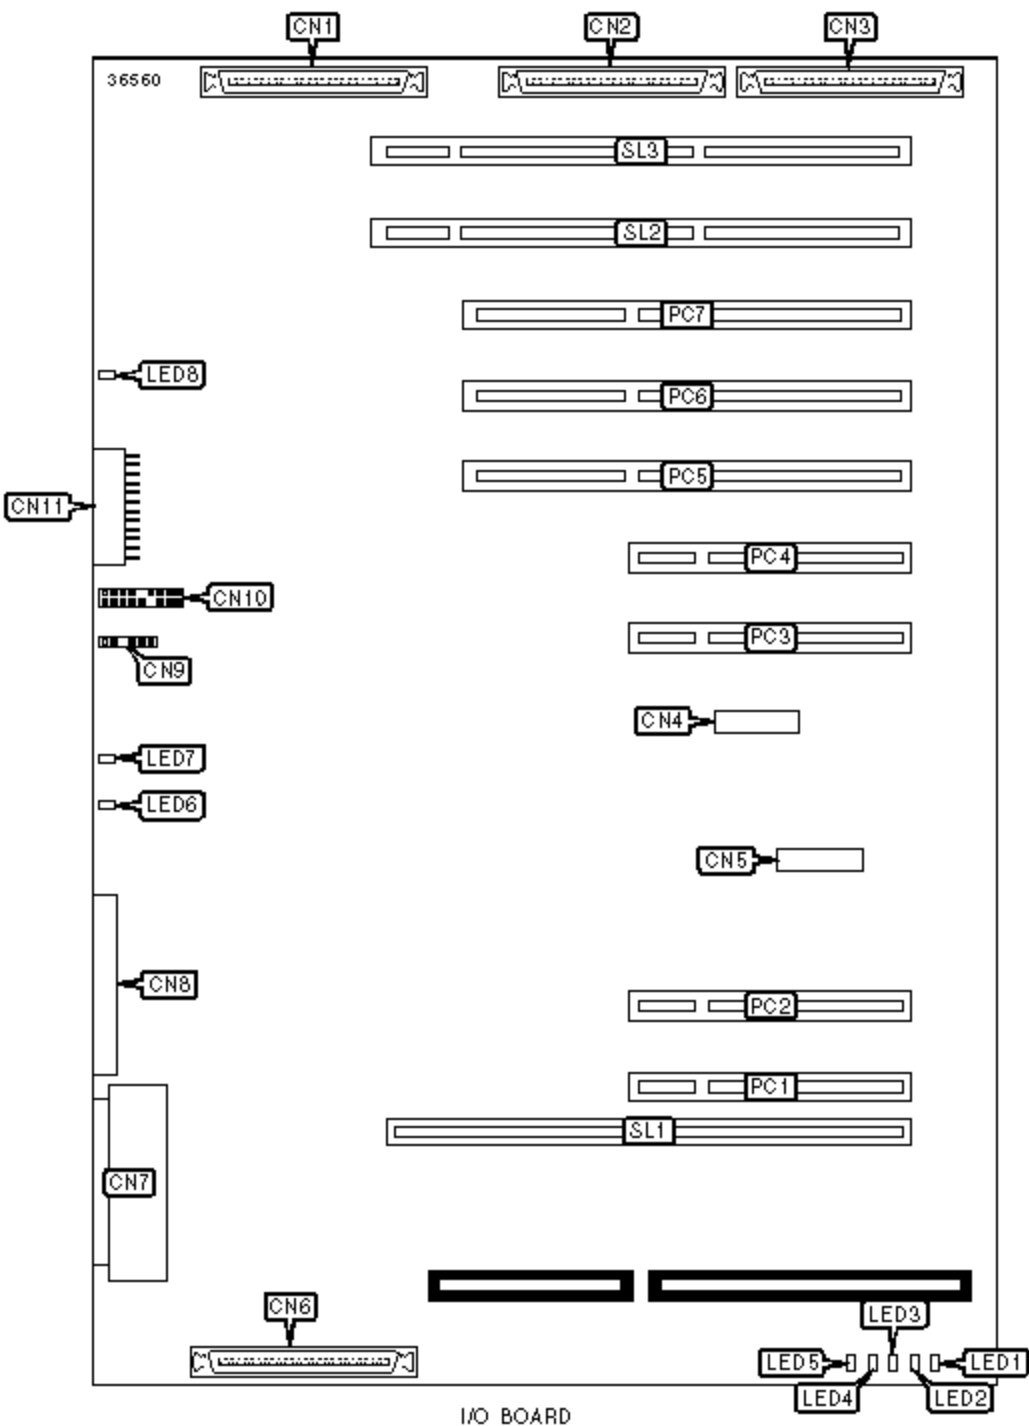 CN1 CN2 CN3
36560
SL3
SL2
PC7
LED8
PC6
PC5
CN11
PC4
CN10
PC3
CN9
CN4
LED7
LED6
CN5
CN8
PC2
PC1
SL1
CN7
CN6
LED3
LED5 LED1
LED4 LED2
I/O BOARD